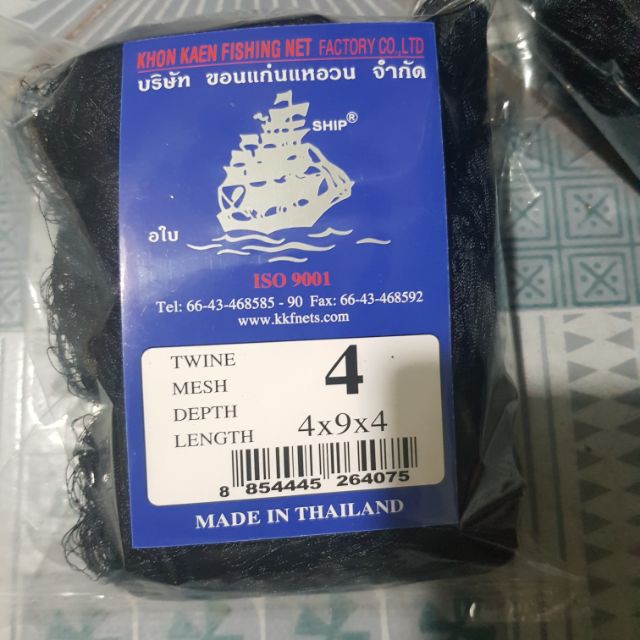 KHON KAEN FISHING NET FACTORY CO.,LTD
บริษัท ขอนแก่นแหอวน จำกัด
SHIP®
อใบ
ISO 9001
Tel: 66-43-468585 - 90 Fax: 66-43-468592
www.kkfnets.com
TWINE
MESH
DEPTH
LENGTH
4
4x9x4
8 854445 264075
MADE IN THAILAND